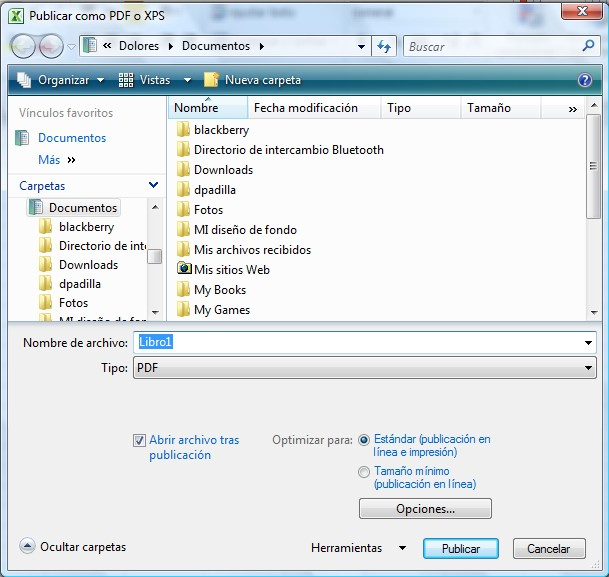 Publicar como PDF o XPS
« Dolores ▸ Documentos ▸
Buscar
Organizar
Vistas
Nueva carpeta
Vínculos favoritos
Documentos
Más »
Carpetas
Documentos
blackberry
Directorio de inte
Downloads
dpadilla
Fotos
MI diseño de fon
Nombre Fecha modificación Tipo Tamaño »
blackberry
Directorio de intercambio Bluetooth
Downloads
dpadilla
Fotos
MI diseño de fondo
Mis archivos recibidos
Mis sitios Web
My Books
My Games
Nombre de archivo: Libro1
Tipo: PDF
Abrir archivo tras
publicación
Optimizar para:
Estándar (publicación en
línea e impresión)
Tamaño mínimo
(publicación en línea)
Opciones...
Ocultar carpetas
Herramientas
Publicar
Cancelar